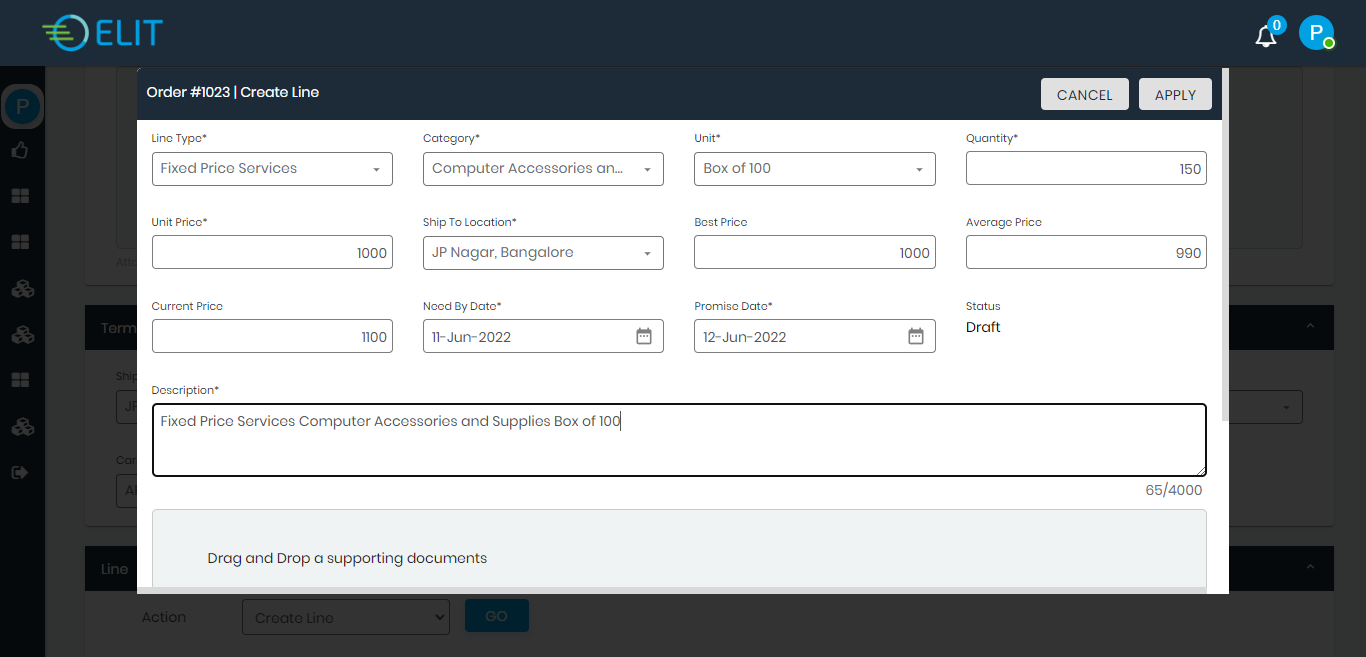 ELIT
0
P
P
Order #1023 | Create Line
CANCEL
APPLY
Line Type*
Category*
Unit*
Quantity*
Fixed Price Services
Computer Accessories an...
Box of 100
150
Unit Price*
Ship To Location*
Best Price
Average Price
1000
JP Nagar, Bangalore
1000
990
Current Price
Need By Date*
Promise Date*
Status
1100
11-Jun-2022
12-Jun-2022
Draft
Description*
Fixed Price Services Computer Accessories and Supplies Box of 100
65/4000
Drag and Drop a supporting documents
Term
Ship
JP
Line
Action
Create Line
GO